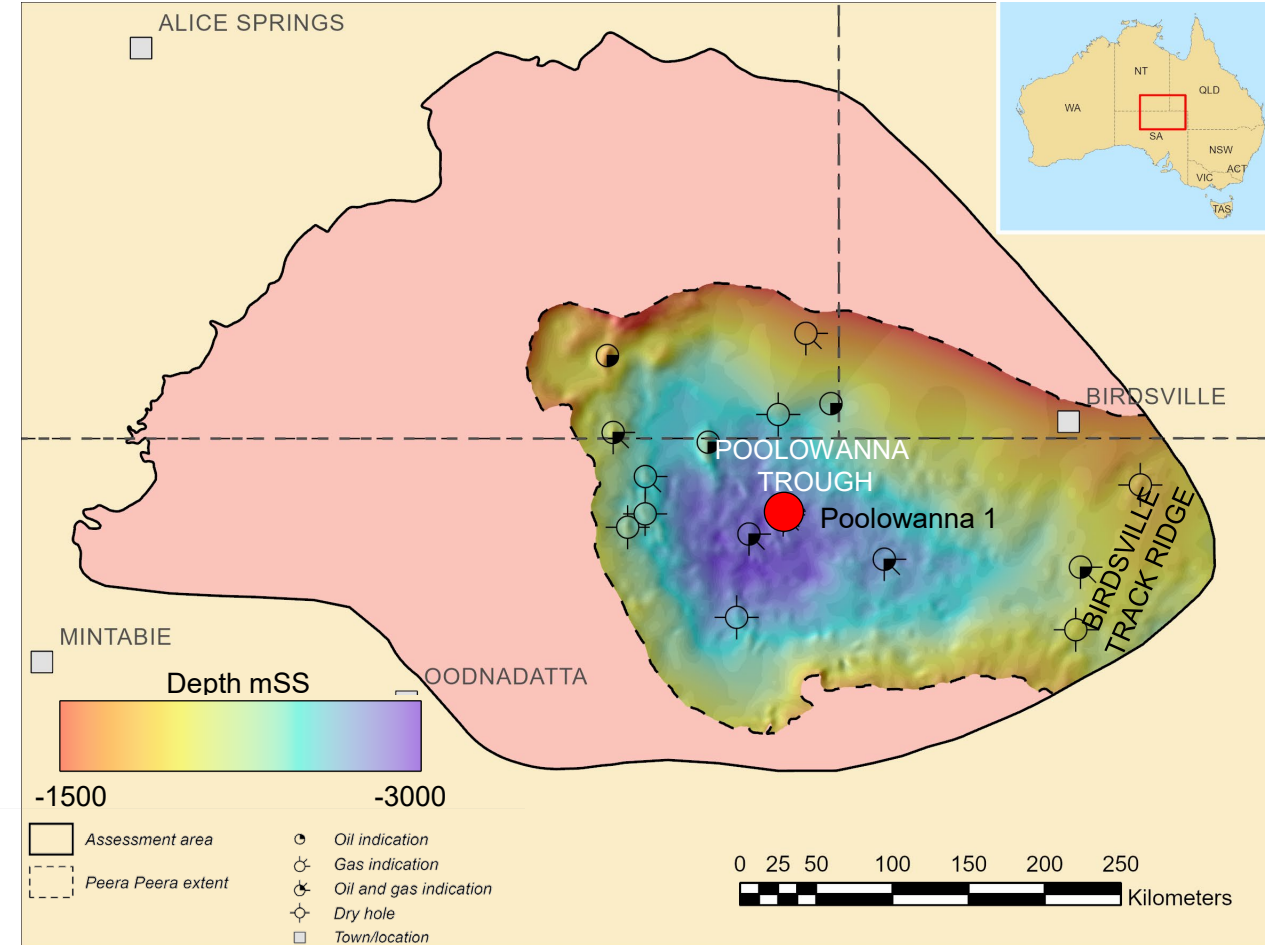 ALICE SPRINGS
NT
QLD
WA
SA
NSW
ACT
VIC
TAS
BIRDSVILLE
POOLOWANNA
TROUGH
Poolowanna 1
BIRDSVILLE
TRACK RIDGE
MINTABIE
OODNADATTA
Depth mSS
-1500
-3000
Assessment area
Peera Peera extent
Oil indication
Gas indication
Oil and gas indication
Dry hole
Town/location
0 25 50 100 150 200 250
Kilometers